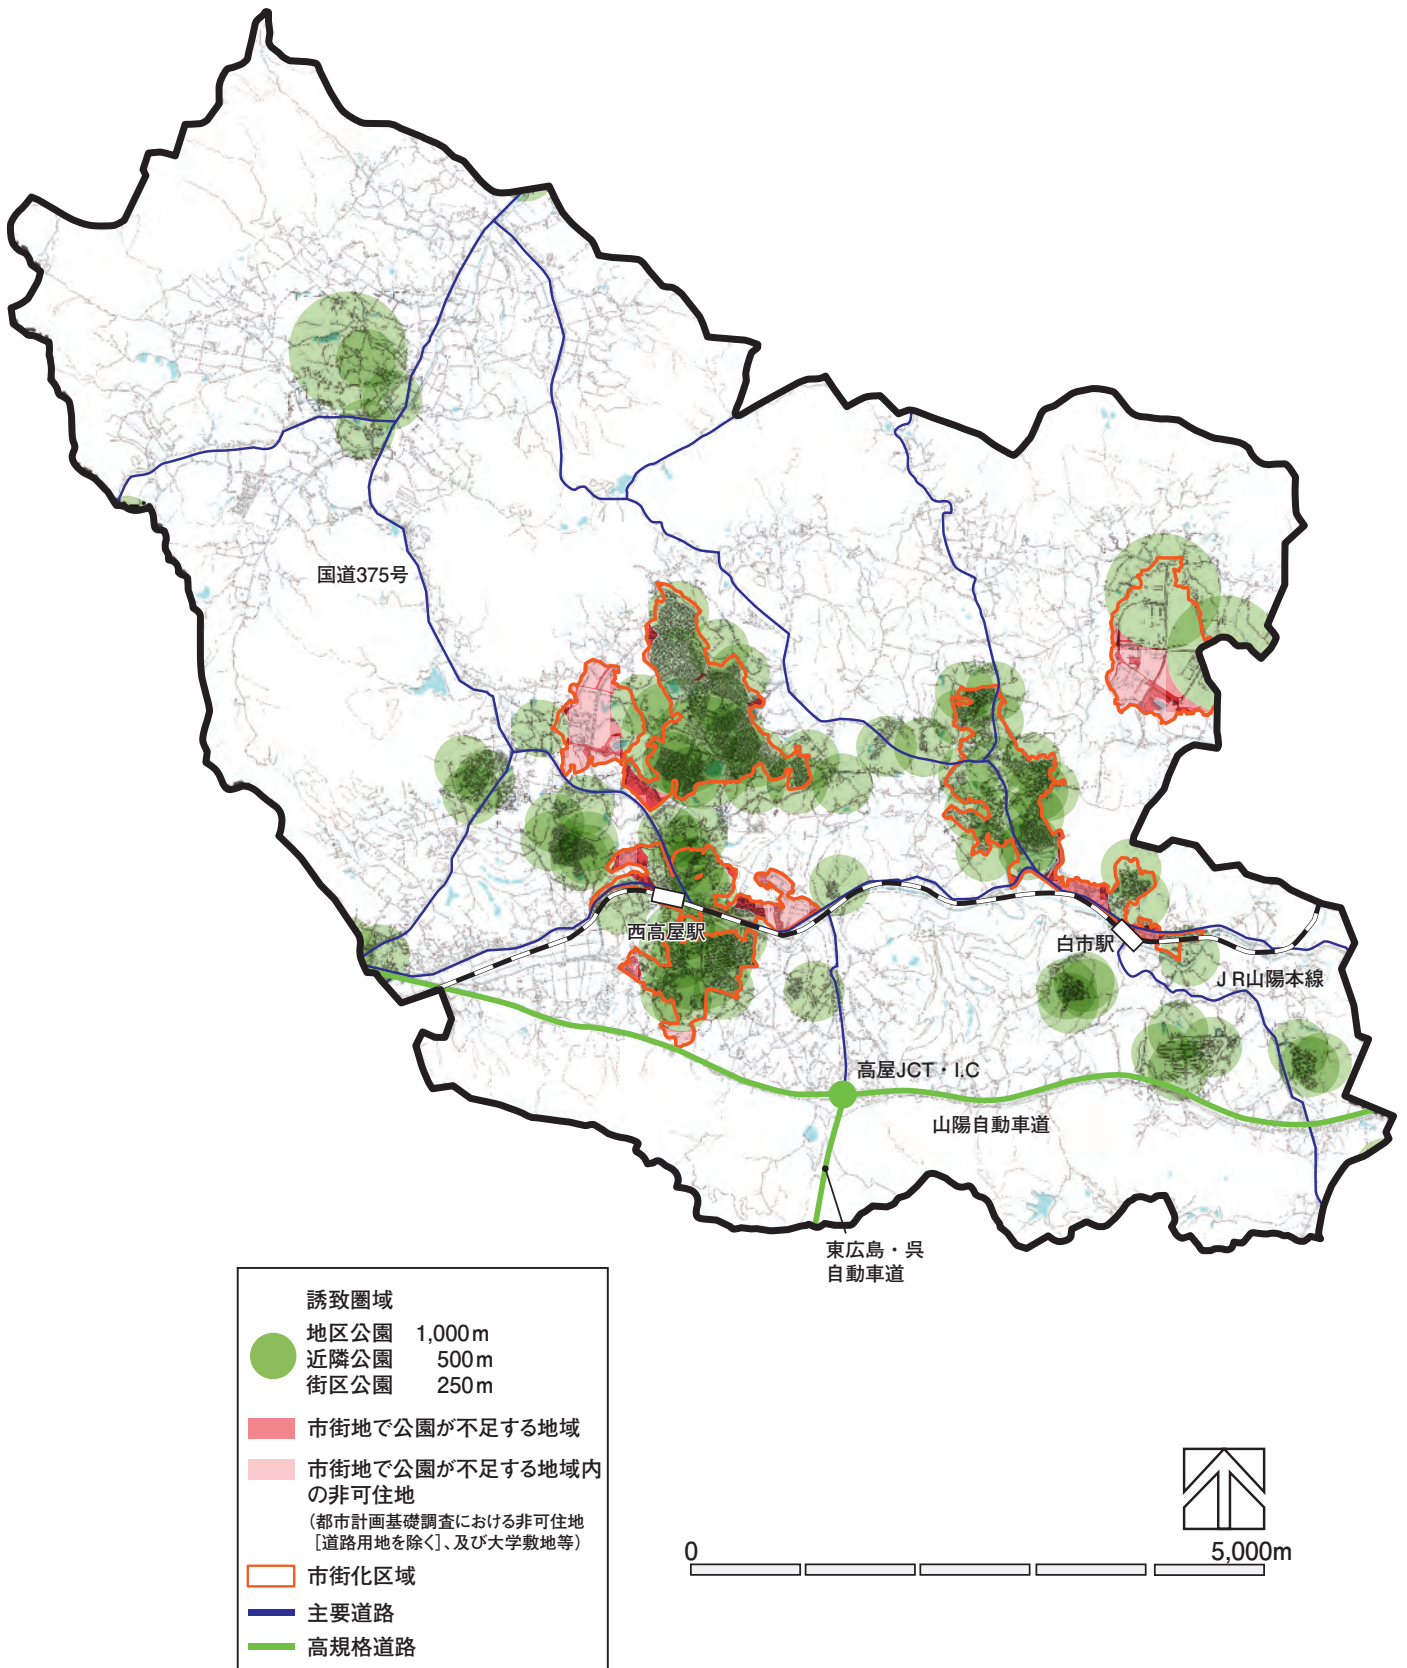 国道375号
西高屋駅
白市駅
JR山陽本線
高屋JCT・I.C
山陽自動車道
東広島・呉
自動車道
誘致圏域
地区公園 1,000m
近隣公園 500m
街区公園 250m
市街地で公園が不足する地域
市街地で公園が不足する地域内
の非可住地
(都市計画基礎調査における非可住地
[道路用地を除く]、及び大学敷地等)
市街化区域
主要道路
高規格道路
0 5,000m